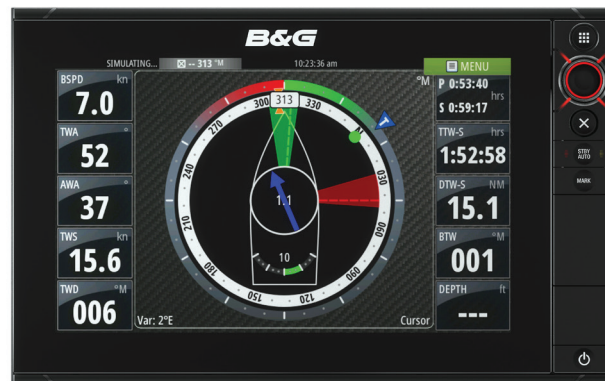 B&G
SIMULATING... -- 313 °M 10:23:36 am MENU
BSPD kn
7.0
TWA °
52
AWA °
37
TWS kn
15.6
TWD °M
006
°M
313
300
330
270
240
210
180
150
120
060
030
N
T
1.1
10
Var: 2°E
Cursor
P 0:53:40
hrs
S 0:59:17
TTW-S hrs
1:52:58
DTW-S NM
15.1
BTW °M
001
DEPTH ft
---
STBY
AUTO
MARK